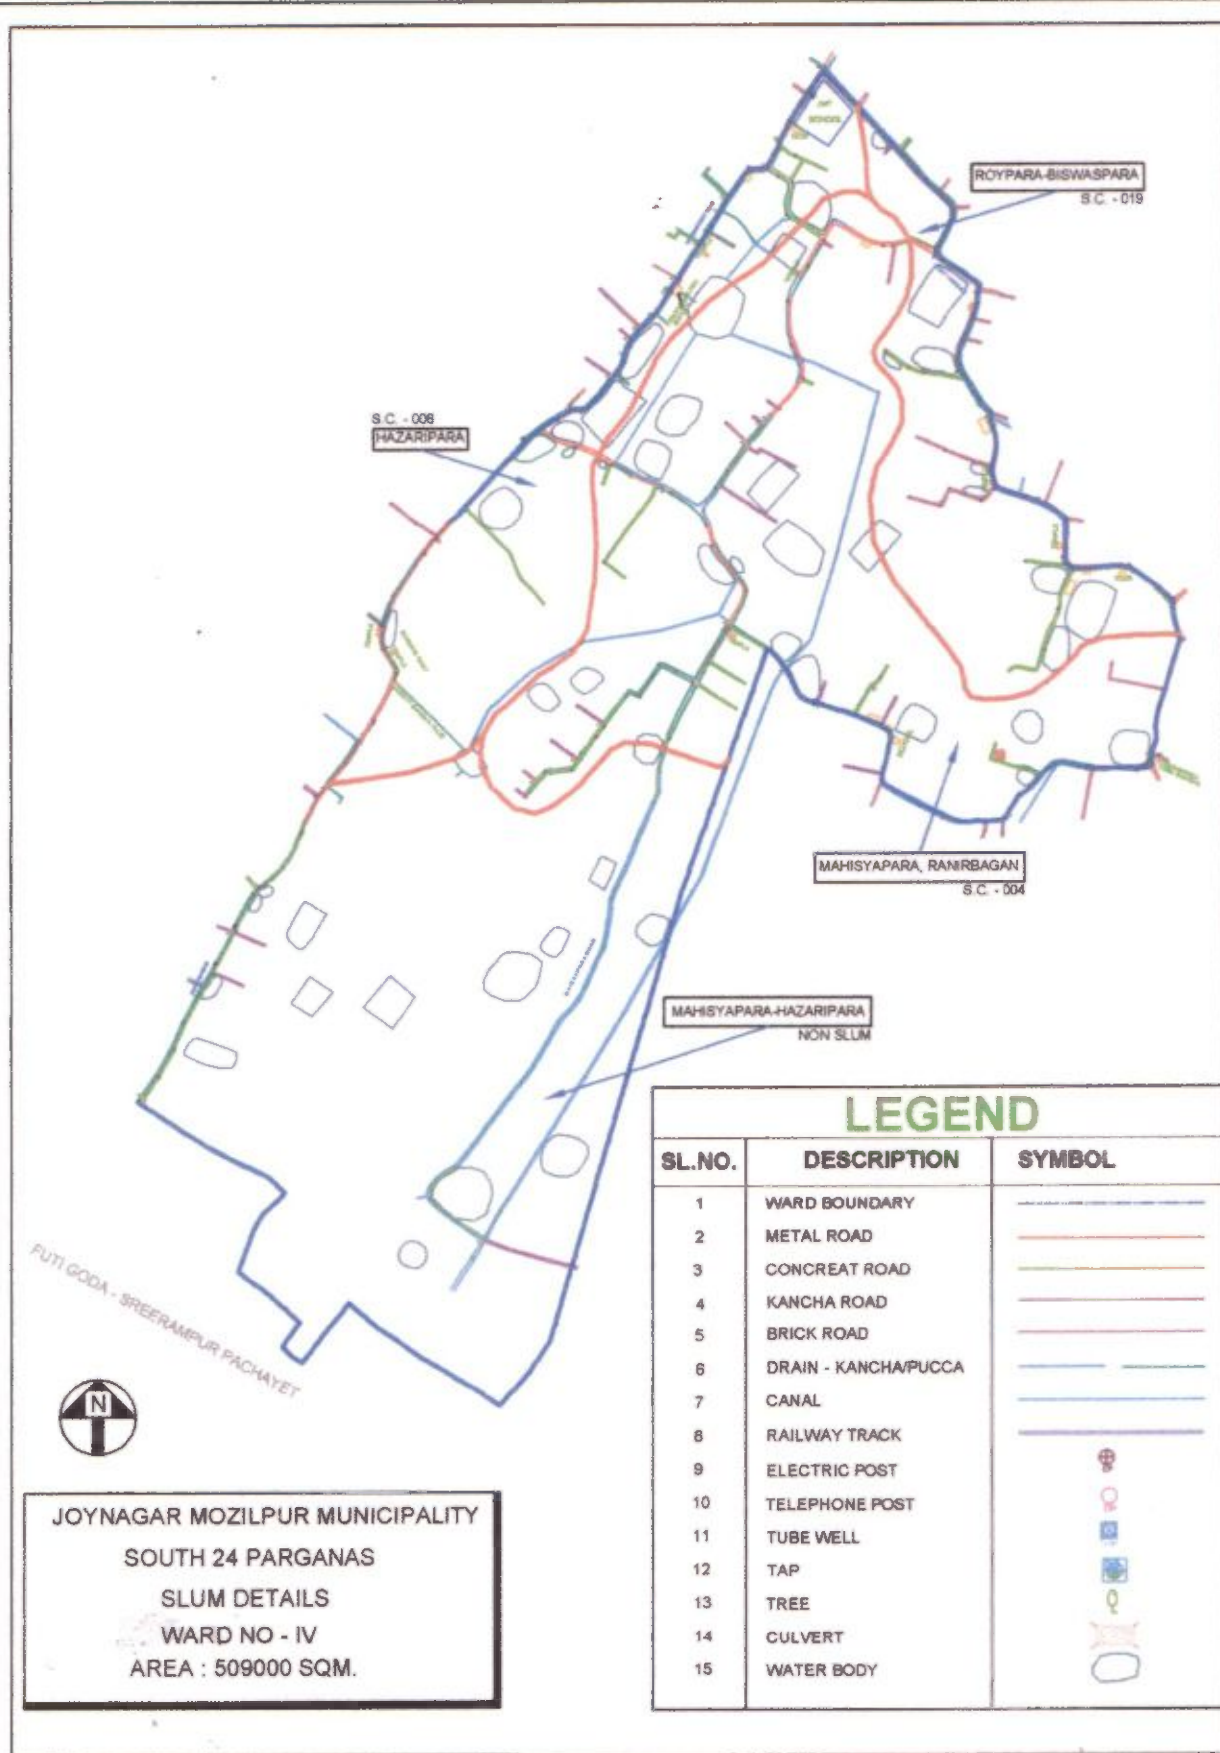 ROYPARA-BISWASPARA
S.C. - 019
S.C. - 006
HAZARIPARA
MAHISYAPARA, RANIRBAGAN
S.C. - 004
MAHISYAPARA-HAZARIPARA
NON SLUM
FUTI GODA - SREERAMPUR PACHAYET
N
JOYNAGAR MOZILPUR MUNICIPALITY
SOUTH 24 PARGANAS
SLUM DETAILS
WARD NO - IV
AREA : 509000 SQM.
LEGEND
SL.NO. DESCRIPTION SYMBOL
1 WARD BOUNDARY
2 METAL ROAD
3 CONCREAT ROAD
4 KANCHA ROAD
5 BRICK ROAD
6 DRAIN - KANCHA/PUCCA
7 CANAL
8 RAILWAY TRACK
9 ELECTRIC POST
10 TELEPHONE POST
11 TUBE WELL
12 TAP
13 TREE
14 CULVERT
15 WATER BODY